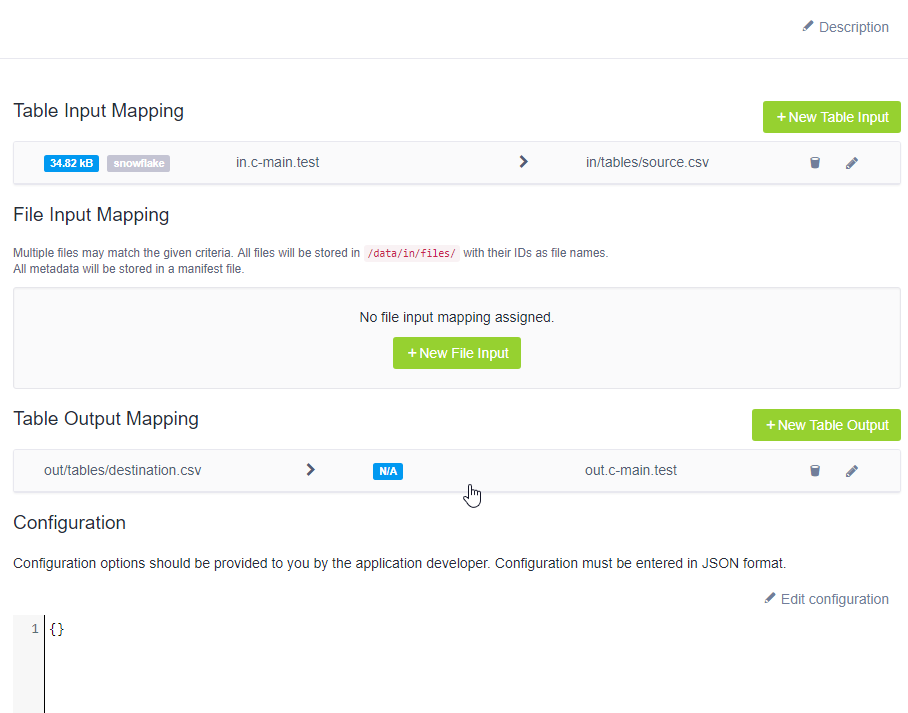 Description
Table Input Mapping
+ New Table Input
34.82 kB snowflake in.c-main.test in/tables/source.csv
File Input Mapping
Multiple files may match the given criteria. All files will be stored in /data/in/files/ with their IDs as file names.
All metadata will be stored in a manifest file.
No file input mapping assigned.
+ New File Input
Table Output Mapping
+ New Table Output
out/tables/destination.csv N/A out.c-main.test
Configuration
Configuration options should be provided to you by the application developer. Configuration must be entered in JSON format.
Edit configuration
1 {}